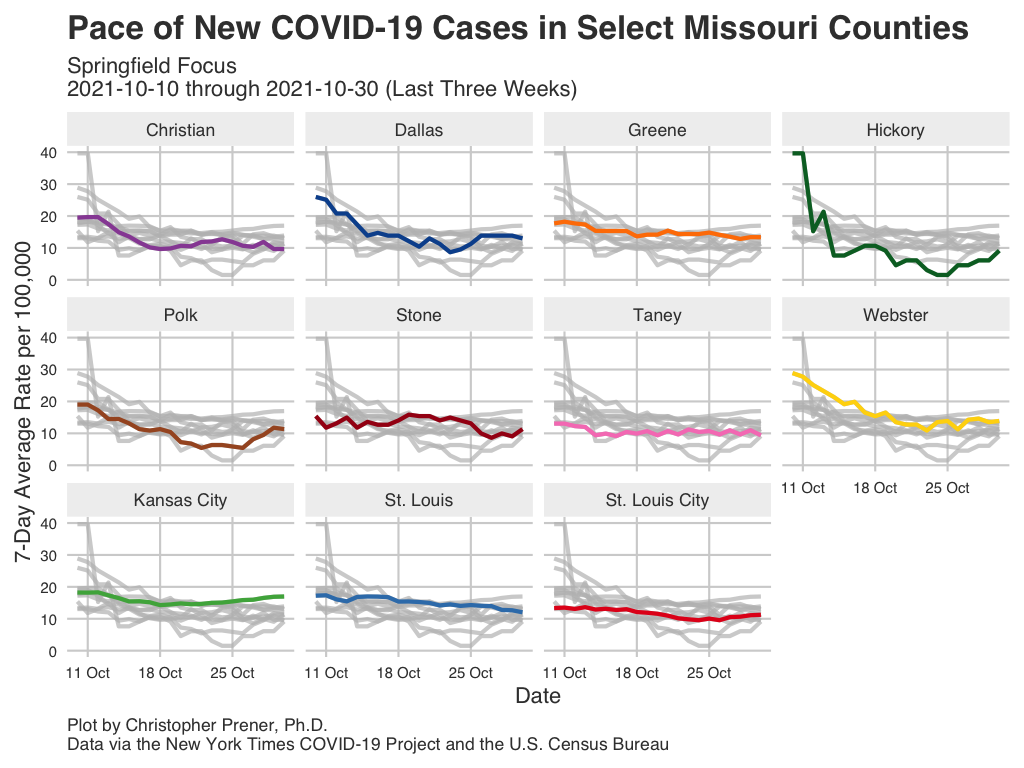 Pace of New COVID-19 Cases in Select Missouri Counties
Springfield Focus
2021-10-10 through 2021-10-30 (Last Three Weeks)
7-Day Average Rate per 100,000
Christian
Dallas
Greene
Hickory
40
30
20
10
0
Polk
Stone
Taney
Webster
40
30
20
10
0
11 Oct
18 Oct
25 Oct
Kansas City
St. Louis
St. Louis City
40
30
20
10
0
11 Oct
18 Oct
25 Oct
11 Oct
18 Oct
25 Oct
11 Oct
18 Oct
25 Oct
Date
Plot by Christopher Prener, Ph.D.
Data via the New York Times COVID-19 Project and the U.S. Census Bureau